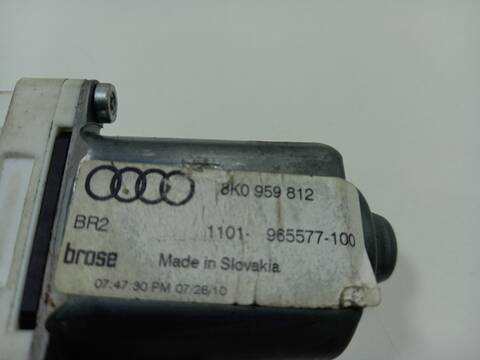 8K0 959 812
BR2
1101- 965577-100
brose
Made in Slovakia
07:47:30 PM 07/26/10